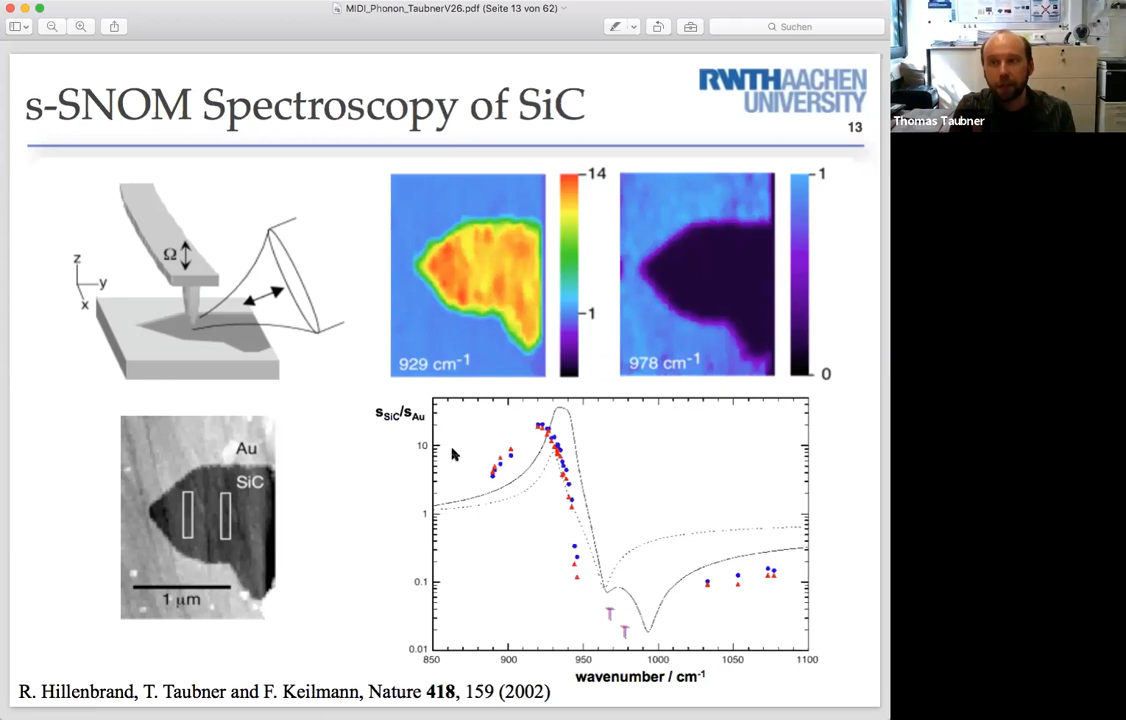 MIDI_Phonon_TaubnerV26.pdf (Seite 13 von 62)
Suchen
s-SNOM Spectroscopy of SiC
RWTHAACHEN
UNIVERSITY
13
Thomas Taubner
Ω
z
y
x
929 cm-1
14
1
978 cm-1
1
0
Au
SiC
1 µm
sSiC/sAu
10
1
0.1
0.01
T
T
850 900 950 1000 1050 1100
wavenumber / cm-1
R. Hillenbrand, T. Taubner and F. Keilmann, Nature 418, 159 (2002)